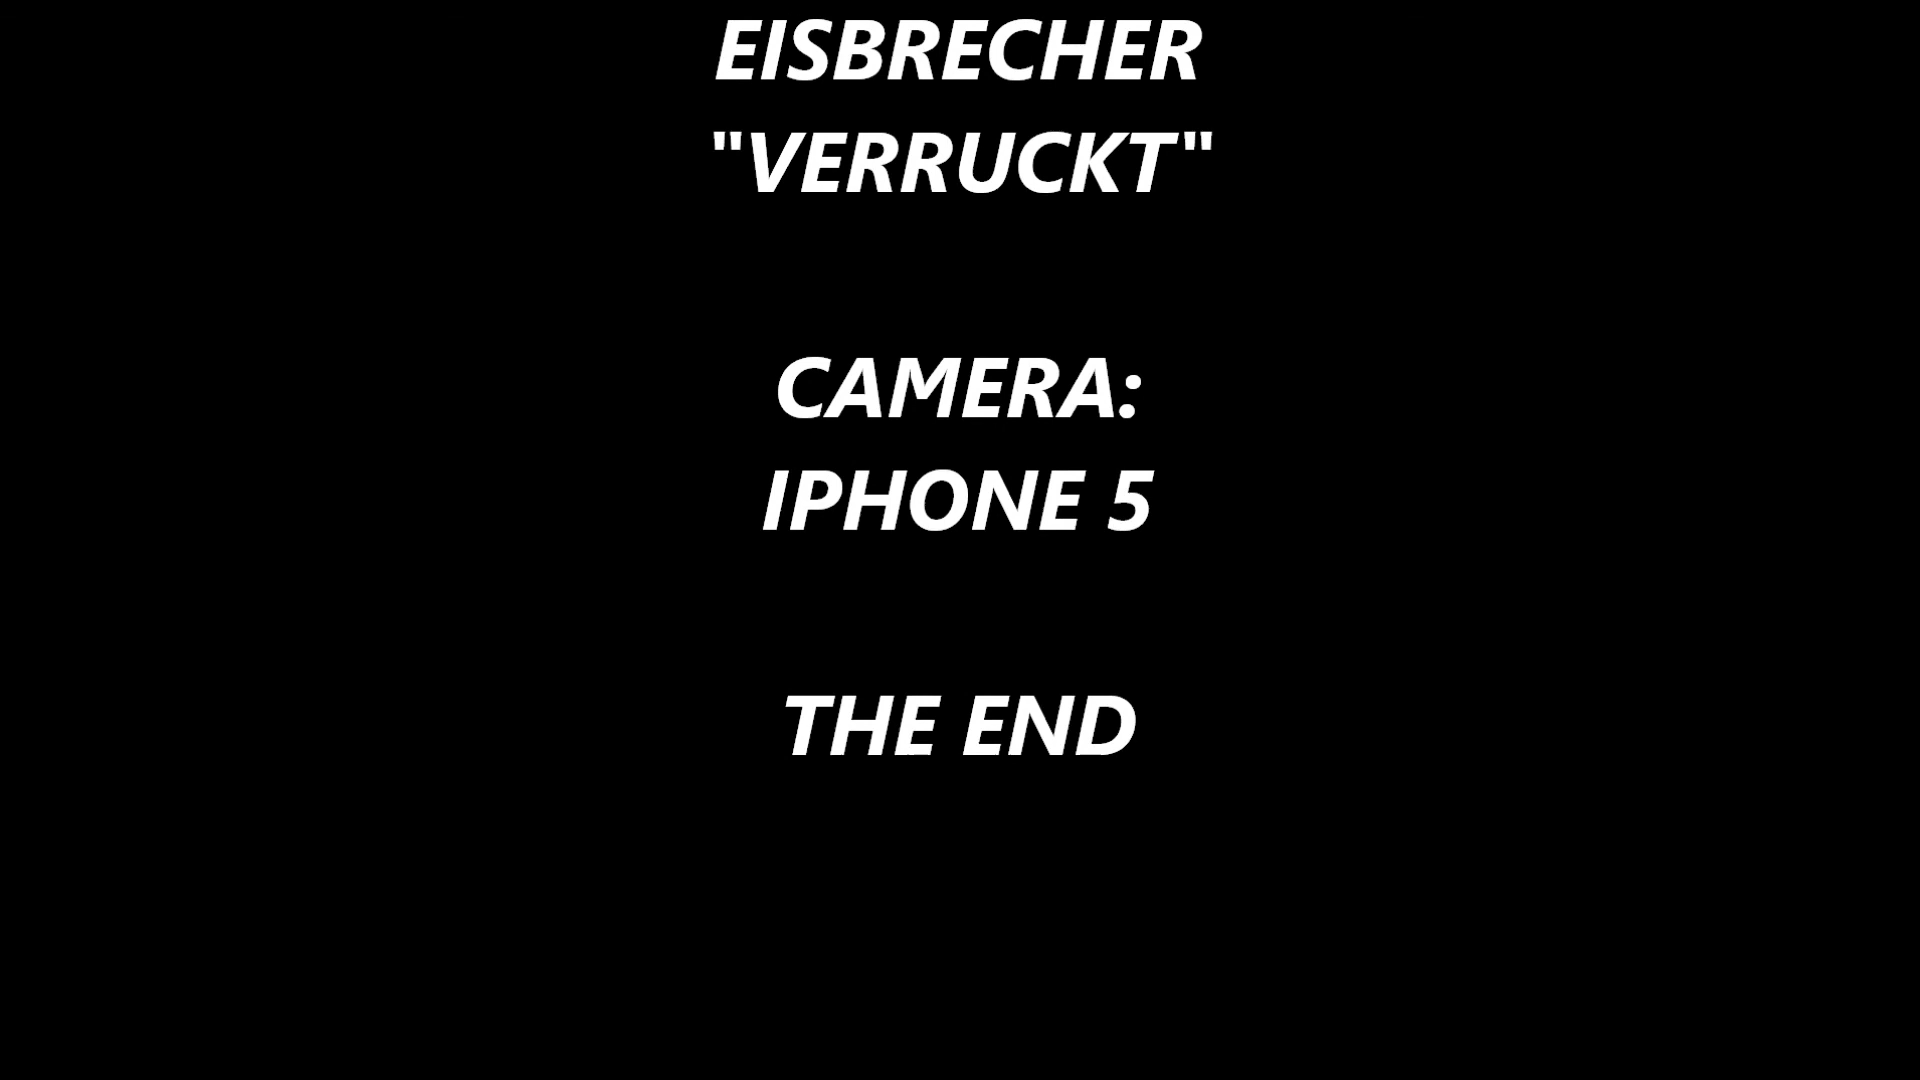 EISBRECHER
"VERRUCKT"
CAMERA:
IPHONE 5
THE END